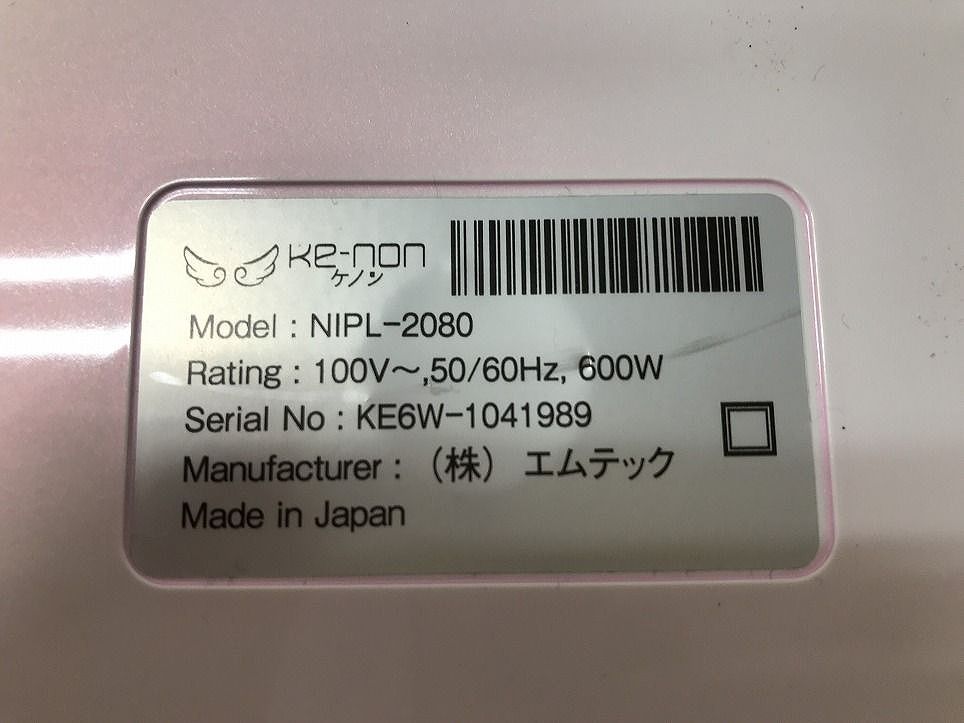 Ke-non
ケノン
Model : NIPL-2080
Rating : 100V～,50/60Hz, 600W
Serial No : KE6W-1041989
Manufacturer : （株） エムテック
Made in Japan